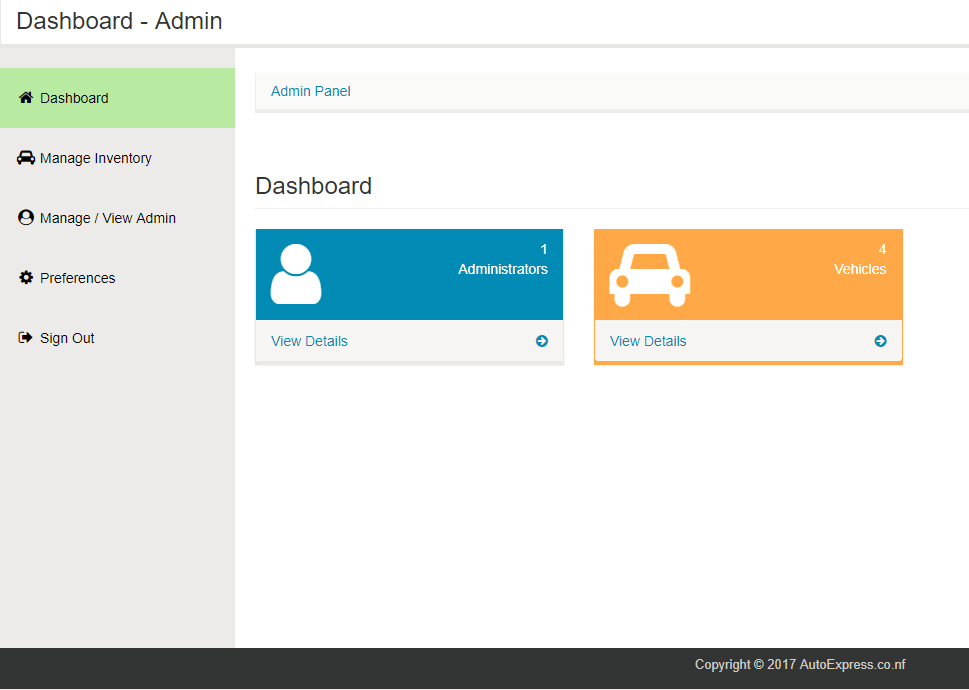 Dashboard - Admin
Dashboard
Manage Inventory
Manage / View Admin
Preferences
Sign Out
Admin Panel
Dashboard
1
Administrators
View Details
4
Vehicles
View Details
Copyright © 2017 AutoExpress.co.nf